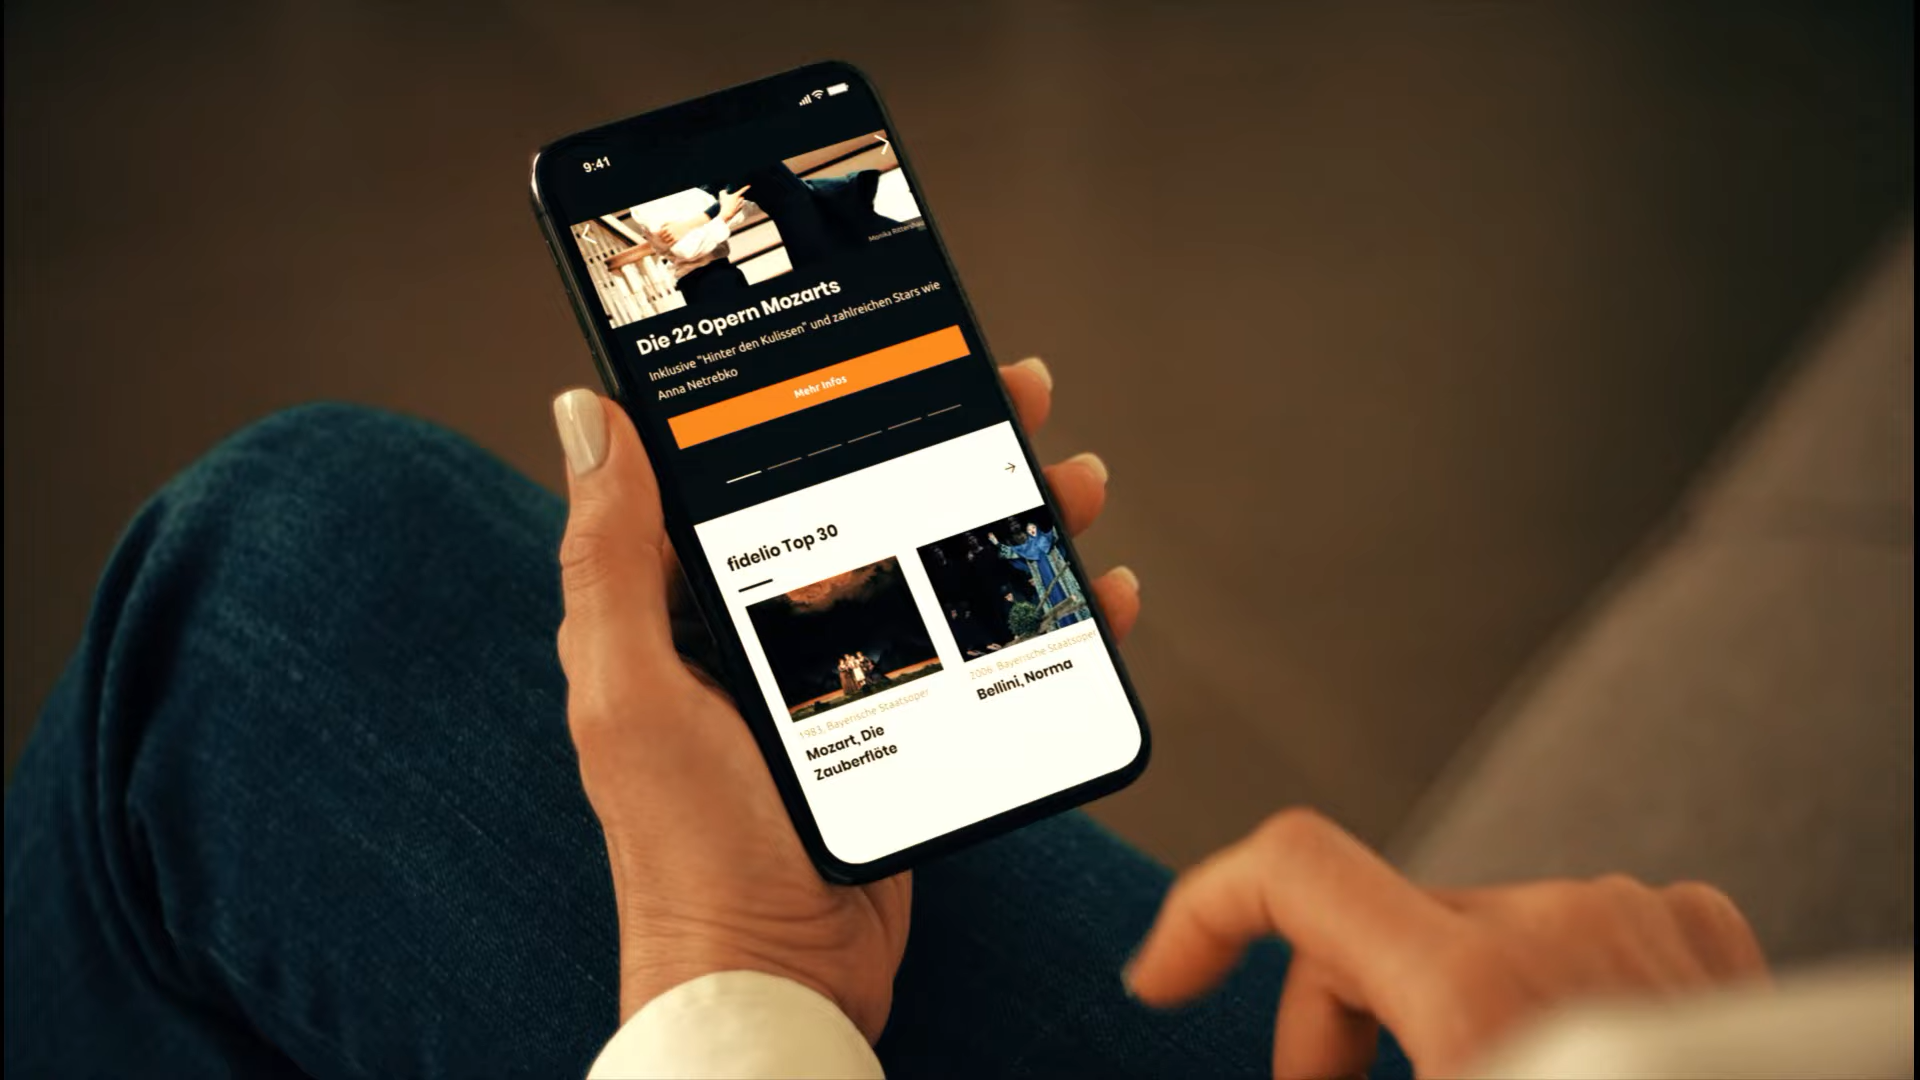 9:41
Monika Rittershaus
Die 22 Opern Mozarts
Inklusive "Hinter den Kulissen" und zahlreichen Stars wie
Anna Netrebko
Mehr Infos
fidelio Top 30
1983, Bayerische Staatsoper
Mozart, Die
Zauberflöte
2006, Bayerische Staatsoper
Bellini, Norma